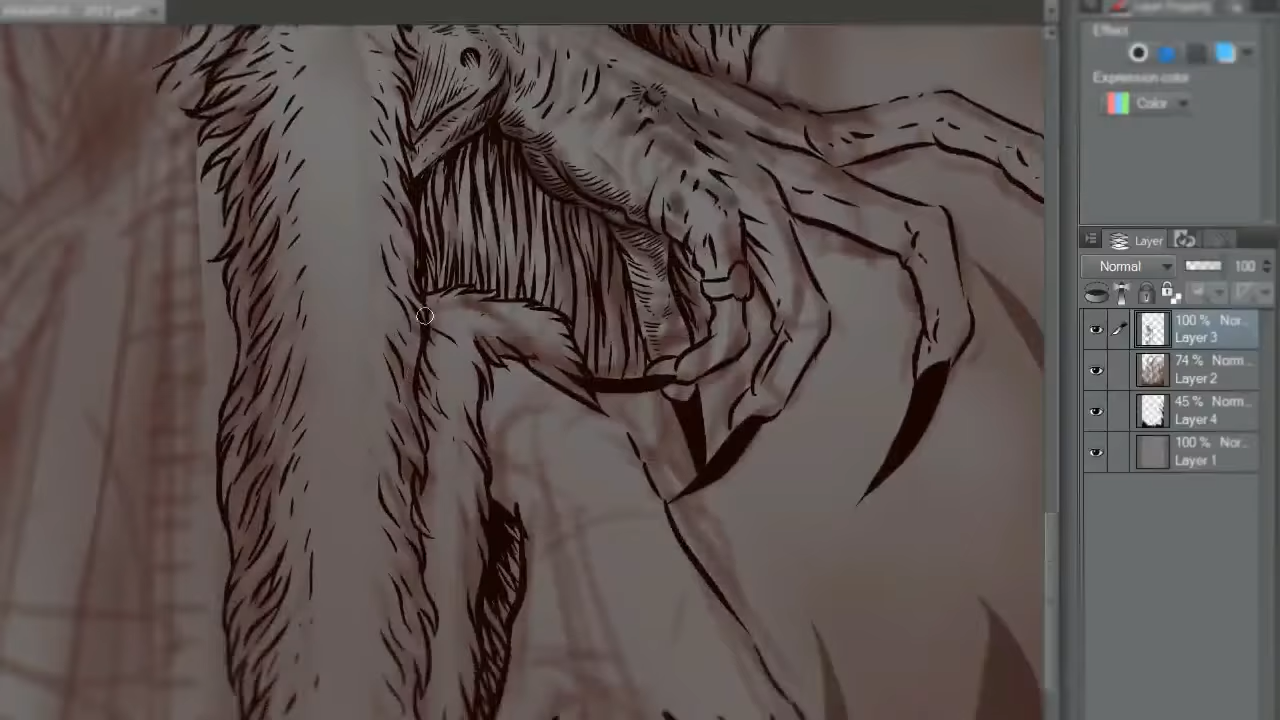 Effect
Expression color
Color
Layer
Normal 100
100 % Nor...
Layer 3
74 % Norm...
Layer 2
45 % Norm...
Layer 4
100 % Nor...
Layer 1